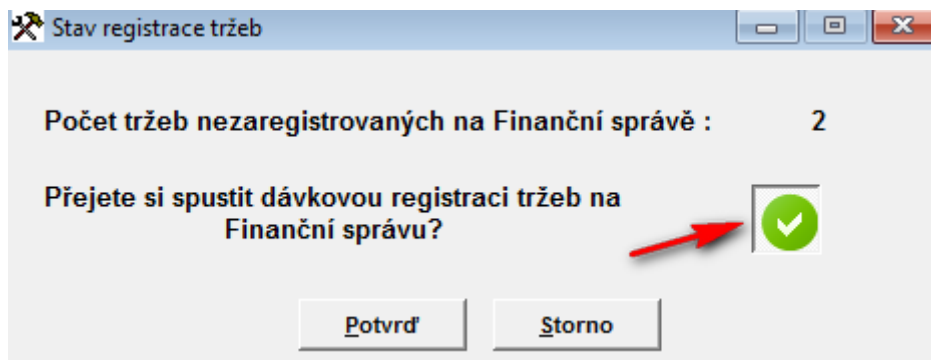 Stav registrace tržeb
Počet tržeb nezaregistrovaných na Finanční správě : 2
Přejete si spustit dávkovou registraci tržeb na
Finanční správu?
Potvrď Storno